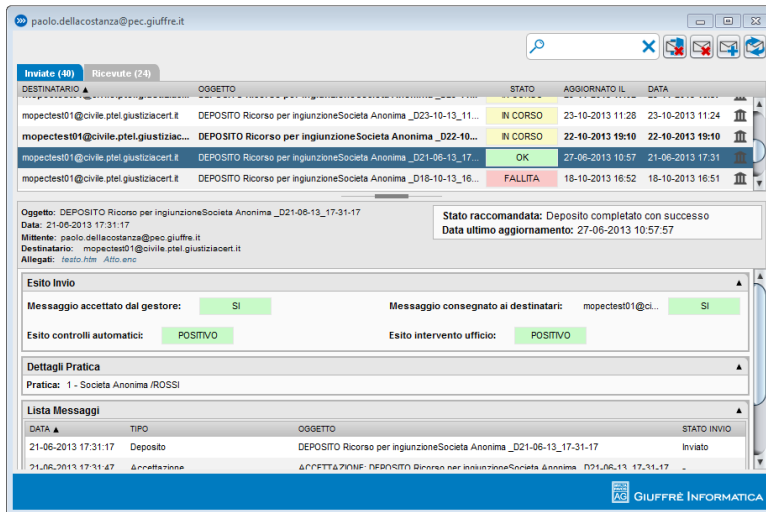 paolo.dellacostanza@pec.giuffre.it
Inviate (40) Ricevute (24)
DESTINATARIO ▲ OGGETTO STATO AGGIORNATO IL DATA
mopectest01@civile.ptel.giustiziacert.it DEPOSITO Ricorso per ingiunzioneSocieta Anonima _D23-10-13_11... IN CORSO 23-10-2013 11:28 23-10-2013 11:24
mopectest01@civile.ptel.giustiziac... DEPOSITO Ricorso per ingiunzioneSocieta Anonima _D22-10... IN CORSO 22-10-2013 19:10 22-10-2013 19:10
mopectest01@civile.ptel.giustiziacert.it DEPOSITO Ricorso per ingiunzioneSocieta Anonima _D21-06-13_17... OK 27-06-2013 10:57 21-06-2013 17:31
mopectest01@civile.ptel.giustiziacert.it DEPOSITO Ricorso per ingiunzioneSocieta Anonima _D18-10-13_16... FALLITA 18-10-2013 16:52 18-10-2013 16:51
Oggetto: DEPOSITO Ricorso per ingiunzioneSocieta Anonima _D21-06-13_17-31-17
Data: 21-06-2013 17:31:17
Mittente: paolo.dellacostanza@pec.giuffre.it
Destinatario: mopectest01@civile.ptel.giustiziacert.it
Allegati: testo.htm Atto.enc
Stato raccomandata: Deposito completato con successo
Data ultimo aggiornamento: 27-06-2013 10:57:57
Esito Invio
Messaggio accettato dal gestore: SI Messaggio consegnato ai destinatari: mopectest01@ci... SI
Esito controlli automatici: POSITIVO Esito intervento ufficio: POSITIVO
Dettagli Pratica
Pratica: 1 - Societa Anonima /ROSSI
Lista Messaggi
DATA ▲ TIPO OGGETTO STATO INVIO
21-06-2013 17:31:17 Deposito DEPOSITO Ricorso per ingiunzioneSocieta Anonima _D21-06-13_17-31-17 Inviato
21-06-2013 17:31:47 Accettazione ACCETTAZIONE: DEPOSITO Ricorso per ingiunzioneSocieta Anonima _D21-06-13_17-31-17 -
AG GIUFFRÈ INFORMATICA